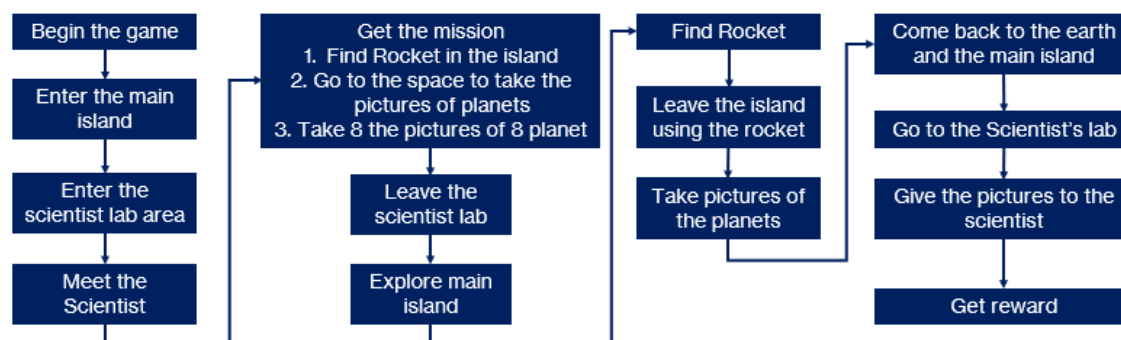 Begin the game
Enter the main
island
Enter the
scientist lab area
Meet the
Scientist
Get the mission
1. Find Rocket in the island
2. Go to the space to take the
pictures of planets
3. Take 8 the pictures of 8 planet
Leave the
scientist lab
Explore main
island
Find Rocket
Leave the island
using the rocket
Take pictures of
the planets
Come back to the earth
and the main island
Go to the Scientist's lab
Give the pictures to the
scientist
Get reward